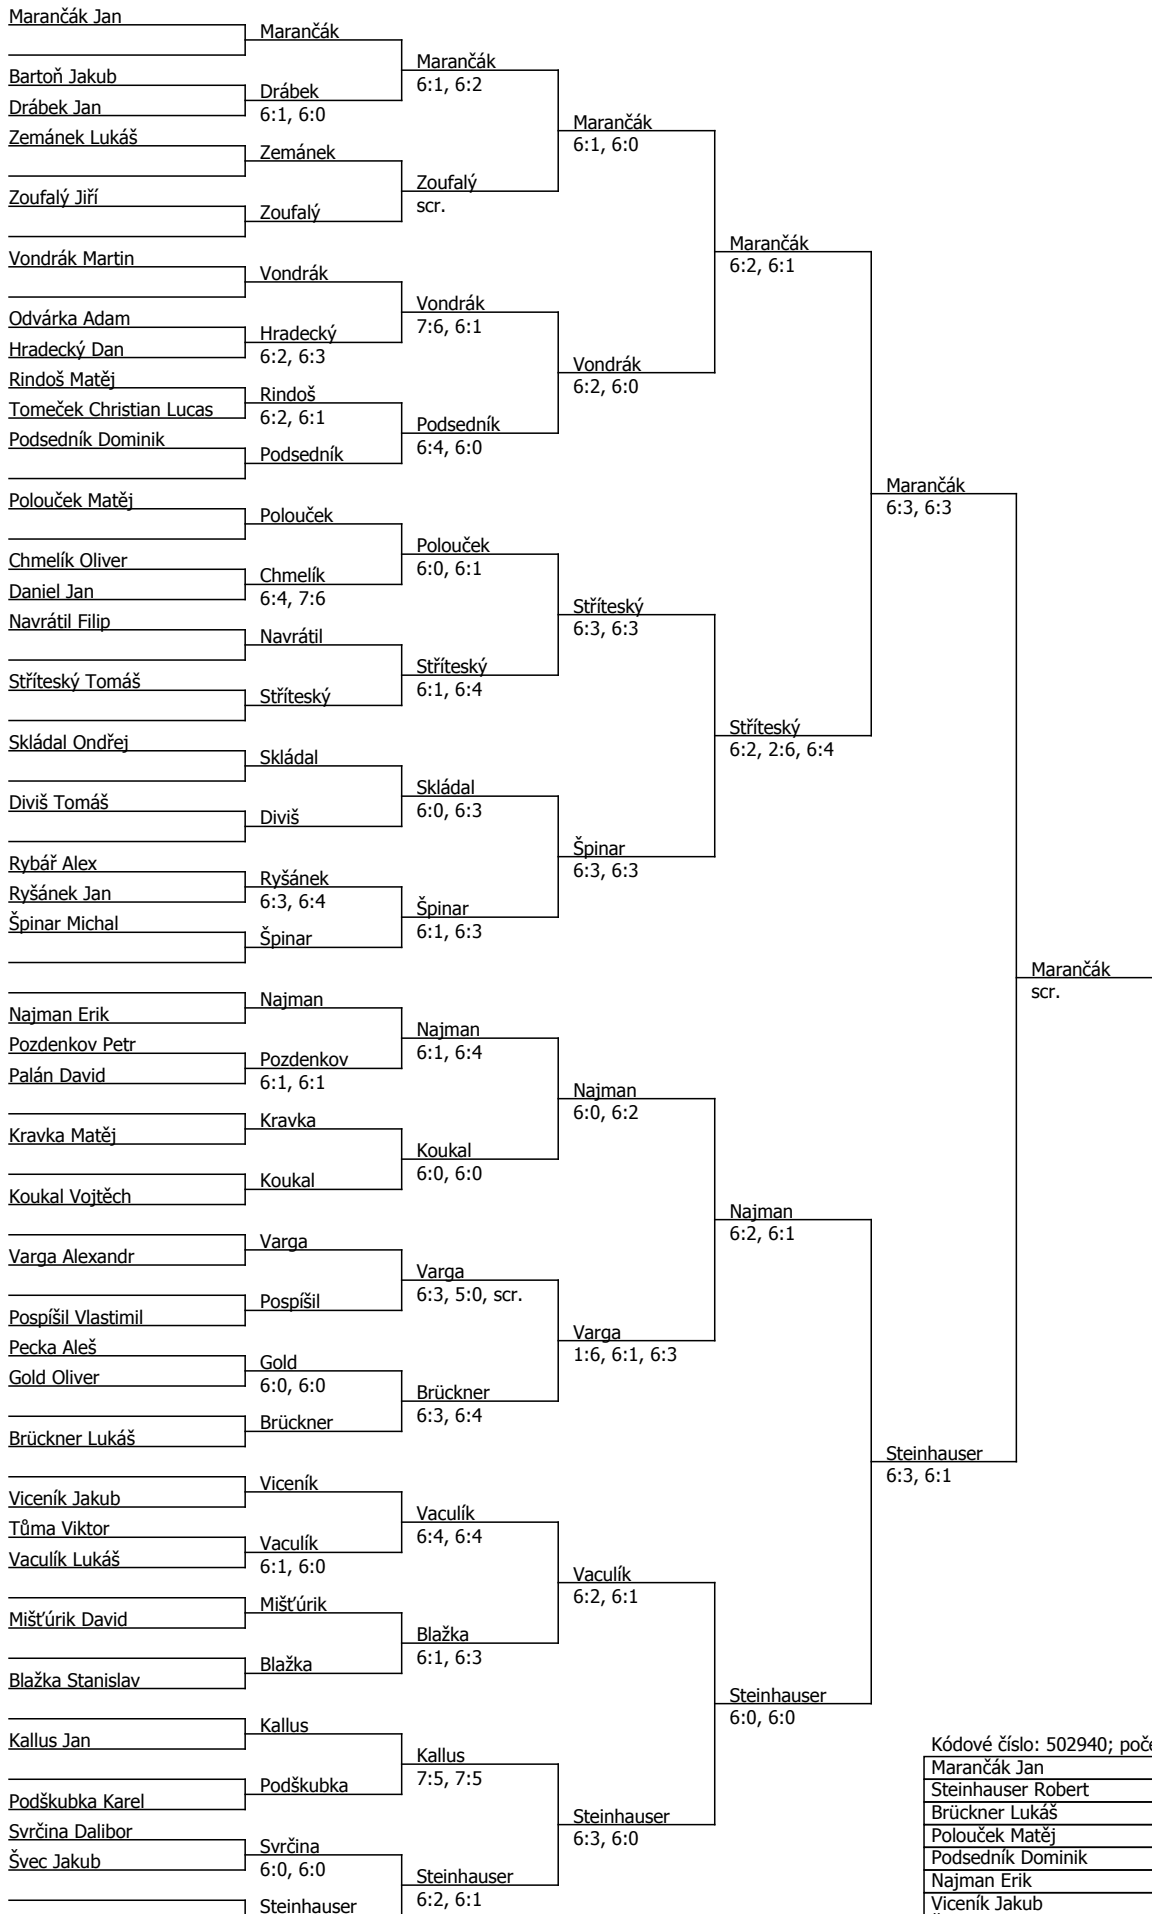 Marančák Jan
Bartoň Jakub
Drábek Jan
Zemánek Lukáš
Zoufalý Jiří
Vondrák Martin
Odvárka Adam
Hradecký Dan
Rindoš Matěj
Tomeček Christian Lucas
Podsedník Dominik
Polouček Matěj
Chmelík Oliver
Daniel Jan
Navrátil Filip
Stříteský Tomáš
Skládal Ondřej
Diviš Tomáš
Rybář Alex
Ryšánek Jan
Špinar Michal
Najman Erik
Pozdenkov Petr
Palán David
Kravka Matěj
Koukal Vojtěch
Varga Alexandr
Pospíšil Vlastimil
Pecka Aleš
Gold Oliver
Brückner Lukáš
Viceník Jakub
Tůma Viktor
Vaculík Lukáš
Mišťúrik David
Blažka Stanislav
Kallus Jan
Podškubka Karel
Svrčina Dalibor
Švec Jakub
Marančák
Drábek
6:1, 6:0
Zemánek
Zoufalý
Vondrák
Hradecký
6:2, 6:3
Rindoš
6:2, 6:1
Podsedník
Polouček
Chmelík
6:4, 7:6
Navrátil
Stříteský
Skládal
Diviš
Ryšánek
6:3, 6:4
Špinar
Najman
Pozdenkov
6:1, 6:1
Kravka
Koukal
Varga
Pospíšil
Gold
6:0, 6:0
Brückner
Viceník
Vaculík
6:1, 6:0
Mišťúrik
Blažka
Kallus
Podškubka
Svrčina
6:0, 6:0
Steinhauser
Marančák
6:1, 6:2
Zoufalý
scr.
Vondrák
7:6, 6:1
Podsedník
6:4, 6:0
Polouček
6:0, 6:1
Stříteský
6:1, 6:4
Skládal
6:0, 6:3
Špinar
6:1, 6:3
Najman
6:1, 6:4
Koukal
6:0, 6:0
Varga
6:3, 5:0, scr.
Brückner
6:3, 6:4
Vaculík
6:4, 6:4
Blažka
6:1, 6:3
Kallus
7:5, 7:5
Steinhauser
6:2, 6:1
Marančák
6:1, 6:0
Vondrák
6:2, 6:0
Stříteský
6:3, 6:3
Špinar
6:3, 6:3
Najman
6:0, 6:2
Varga
1:6, 6:1, 6:3
Vaculík
6:2, 6:1
Steinhauser
6:3, 6:0
Marančák
6:2, 6:1
Stříteský
6:2, 2:6, 6:4
Najman
6:2, 6:1
Steinhauser
6:0, 6:0
Marančák
6:3, 6:3
Steinhauser
6:3, 6:1
Marančák
scr.
Kódové číslo: 502940;
Marančák Jan
Steinhauser Robert
Brückner Lukáš
Polouček Matěj
Podsedník Dominik
Najman Erik
Viceník Jakub